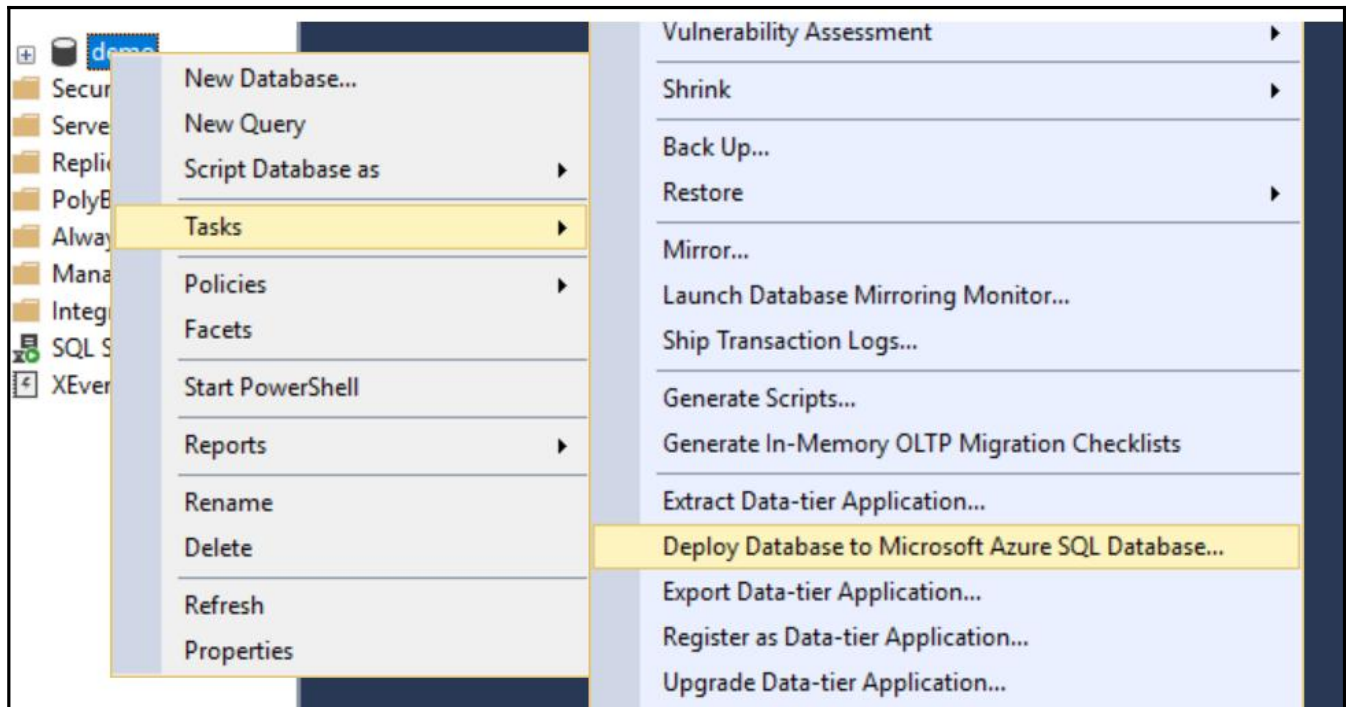 demo
Secur
Serve
Replic
PolyB
Alway
Mana
Integr
SQL S
XEven
New Database...
New Query
Script Database as
Tasks
Policies
Facets
Start PowerShell
Reports
Rename
Delete
Refresh
Properties
Vulnerability Assessment
Shrink
Back Up...
Restore
Mirror...
Launch Database Mirroring Monitor...
Ship Transaction Logs...
Generate Scripts...
Generate In-Memory OLTP Migration Checklists
Extract Data-tier Application...
Deploy Database to Microsoft Azure SQL Database...
Export Data-tier Application...
Register as Data-tier Application...
Upgrade Data-tier Application...